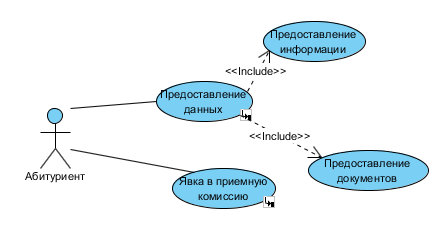 Предоставление
информации
<<Include>>
Предоставление
данных
<<Include>>
Предоставление
документов
Абитуриент
Явка в приемную
комиссию